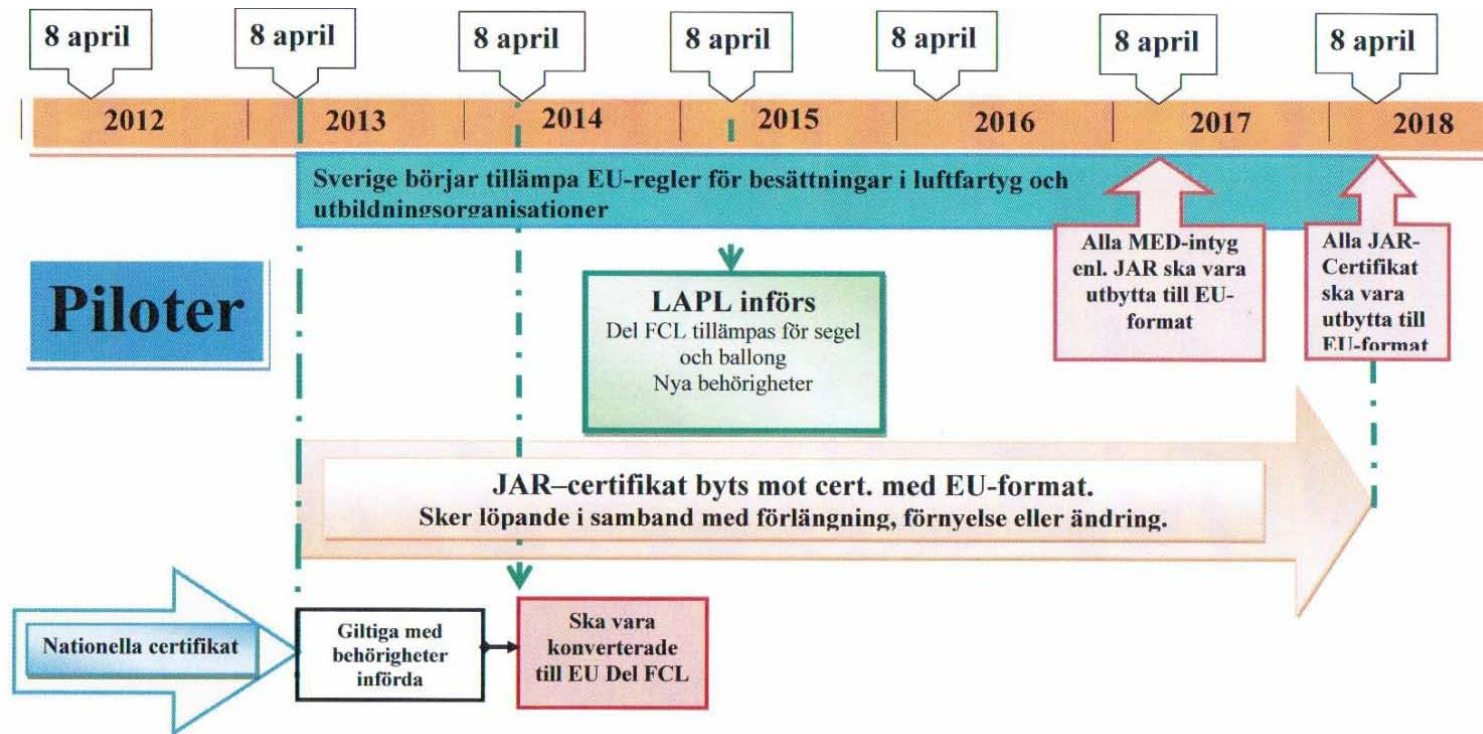 8 april
8 april
8 april
8 april
8 april
8 april
8 april
2012
2013
2014
2015
2016
2017
2018
Sverige börjar tillämpa EU-regler för besättningar i luftfartyg och
utbildningsorganisationer
Alla MED-intyg
enl. JAR ska vara
utbytta till EU-
format
Alla JAR-
Certifikat
ska vara
utbytta till
EU-format
Piloter
LAPL införs
Del FCL tillämpas för segel
och ballong
Nya behörigheter
JAR–certifikat byts mot cert. med EU-format.
Sker löpande i samband med förlängning, förnyelse eller ändring.
Nationella certifikat
Giltiga med
behörigheter
införda
Ska vara
konverterade
till EU Del FCL